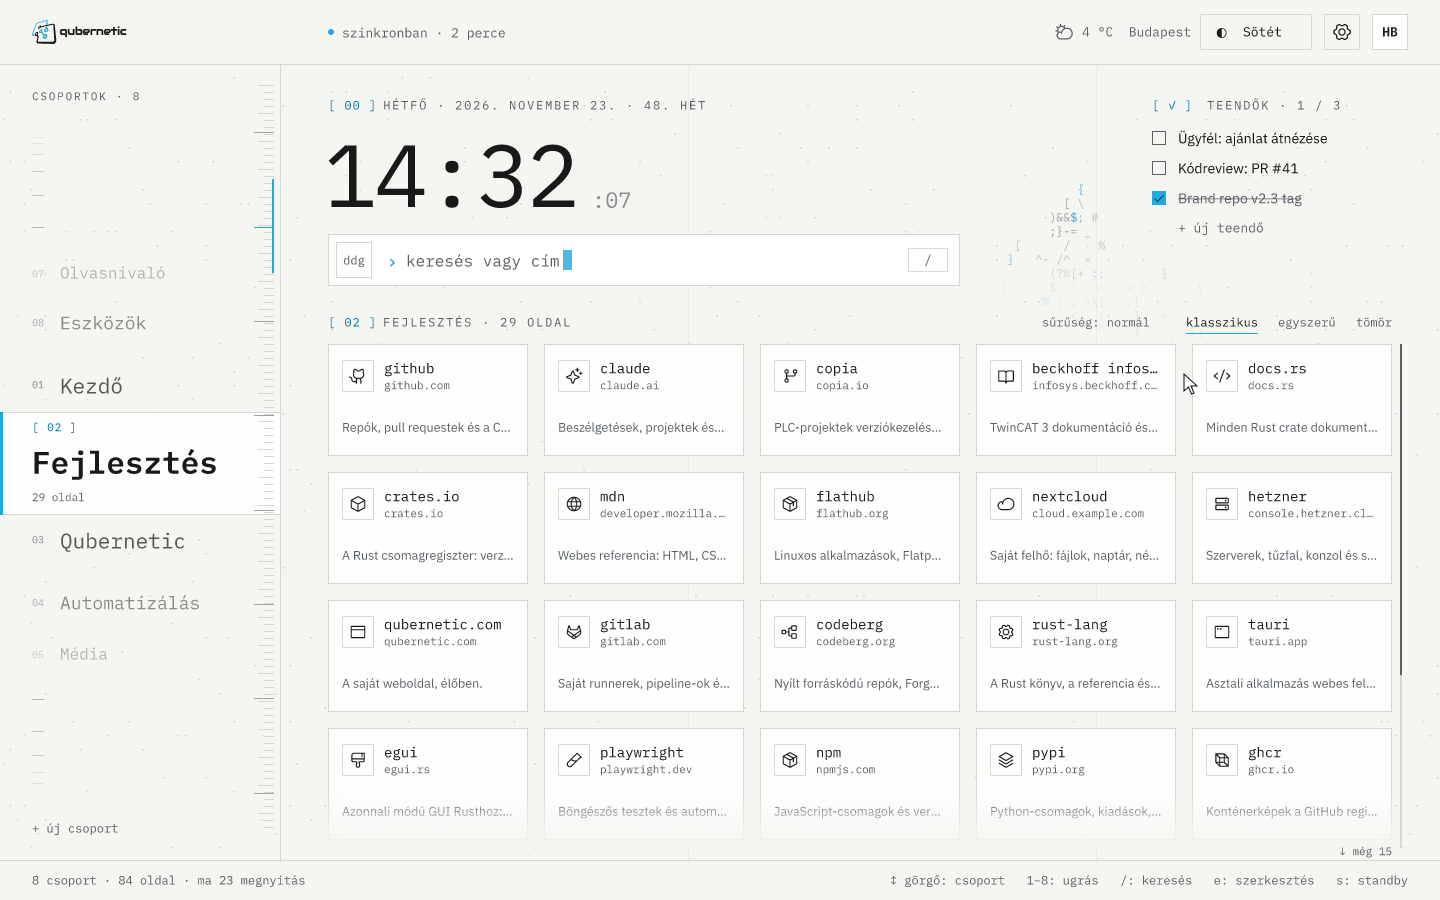 qubernetic
szinkronban · 2 perce
4 °C Budapest
Sötét
HB
CSOPORTOK · 8
07 Olvasnivaló
08 Eszközök
01 Kezdő
[ 02 ]
Fejlesztés
29 oldal
03 Qubernetic
04 Automatizálás
05 Média
+ új csoport
[ 00 ] HÉTFŐ · 2026. NOVEMBER 23. · 48. HÉT
14:32 :07
ddg › keresés vagy cím /
[ √ ] TEENDŐK · 1 / 3
Ügyfél: ajánlat átnézése
Kódreview: PR #41
Brand repo v2.3 tag
+ új teendő
[ 02 ] FEJLESZTÉS · 29 OLDAL
sűrűség: normál klasszikus egyszerű tömör
github
github.com
Repók, pull requestek és a C…
claude
claude.ai
Beszélgetések, projektek és…
copia
copia.io
PLC-projektek verziókezelés…
beckhoff infos…
infosys.beckhoff.c…
TwinCAT 3 dokumentáció és…
docs.rs
docs.rs
Minden Rust crate dokument…
crates.io
crates.io
A Rust csomagregiszter: verz…
mdn
developer.mozilla.…
Webes referencia: HTML, CS…
flathub
flathub.org
Linuxos alkalmazások, Flatp…
nextcloud
cloud.example.com
Saját felhő: fájlok, naptár, né…
hetzner
console.hetzner.cl…
Szerverek, tűzfal, konzol és s…
qubernetic.com
qubernetic.com
A saját weboldal, élőben.
gitlab
gitlab.com
Saját runnerek, pipeline-ok é…
codeberg
codeberg.org
Nyílt forráskódú repók, Forg…
rust-lang
rust-lang.org
A Rust könyv, a referencia és…
tauri
tauri.app
Asztali alkalmazás webes fel…
egui
egui.rs
Azonnali módú GUI Rusthoz:…
playwright
playwright.dev
Böngészős tesztek és autom…
npm
npmjs.com
JavaScript-csomagok és ver…
pypi
pypi.org
Python-csomagok, kiadások,…
ghcr
ghcr.io
Konténerképek a GitHub regi…
↓ még 15
8 csoport · 84 oldal · ma 23 megnyitás
↕ görgő: csoport 1–8: ugrás /: keresés e: szerkesztés s: standby